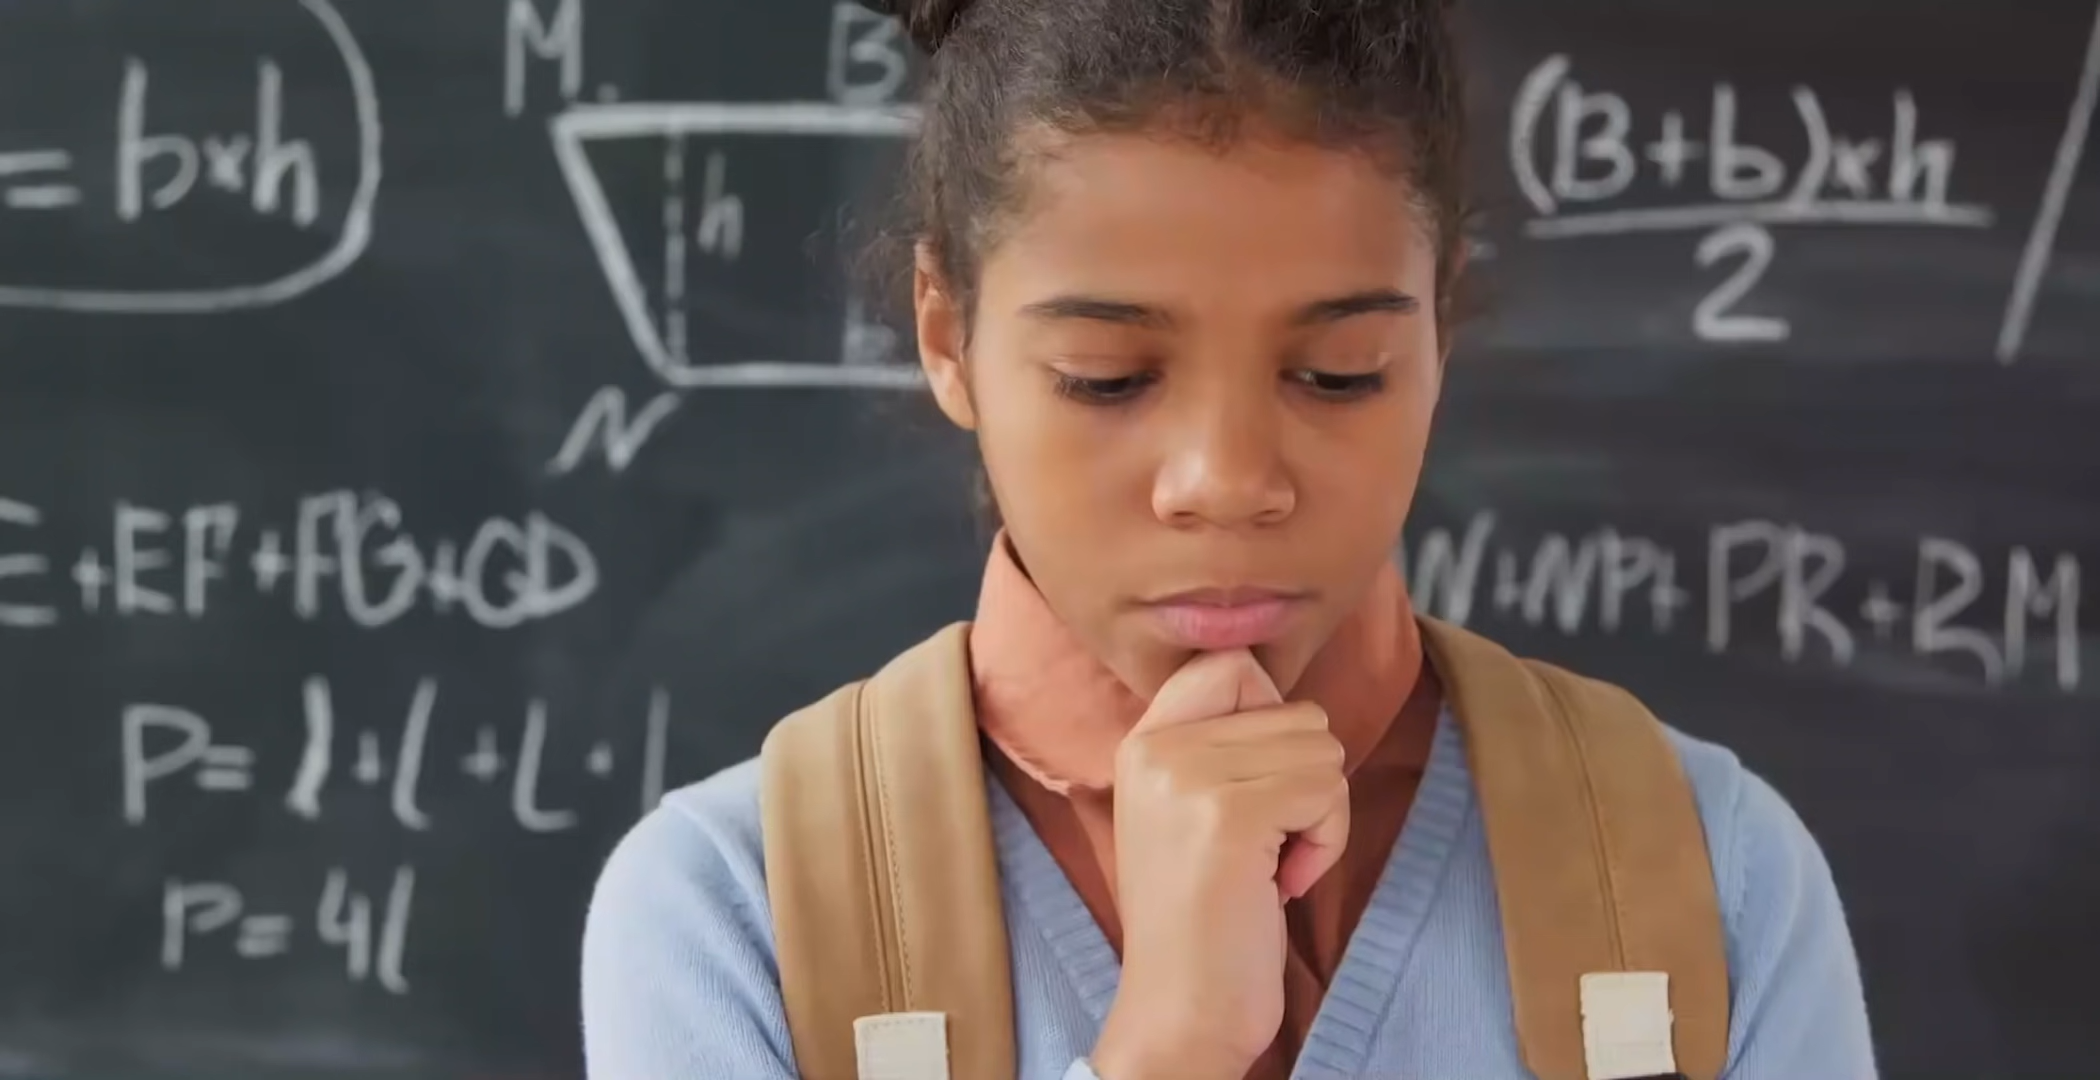 = b×h
M
B
h
b
N
(B+b)×h
2
E+EF+FG+GD
N+NP+PR+RM
P= l+l+l+l
P= 4l